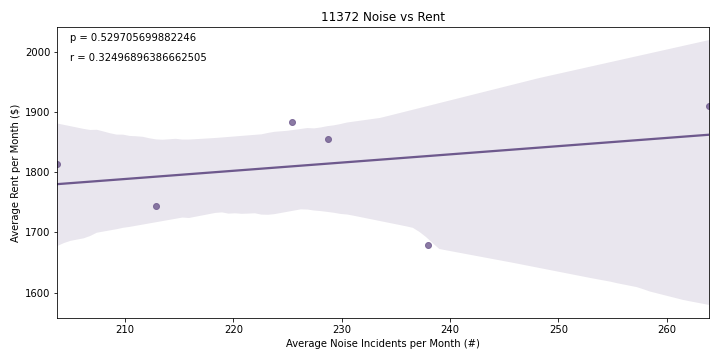 11372 Noise vs Rent
p = 0.529705699882246
r = 0.32496896386662505
2000
1900
1800
1700
1600
Average Rent per Month ($)
210 220 230 240 250 260
Average Noise Incidents per Month (#)